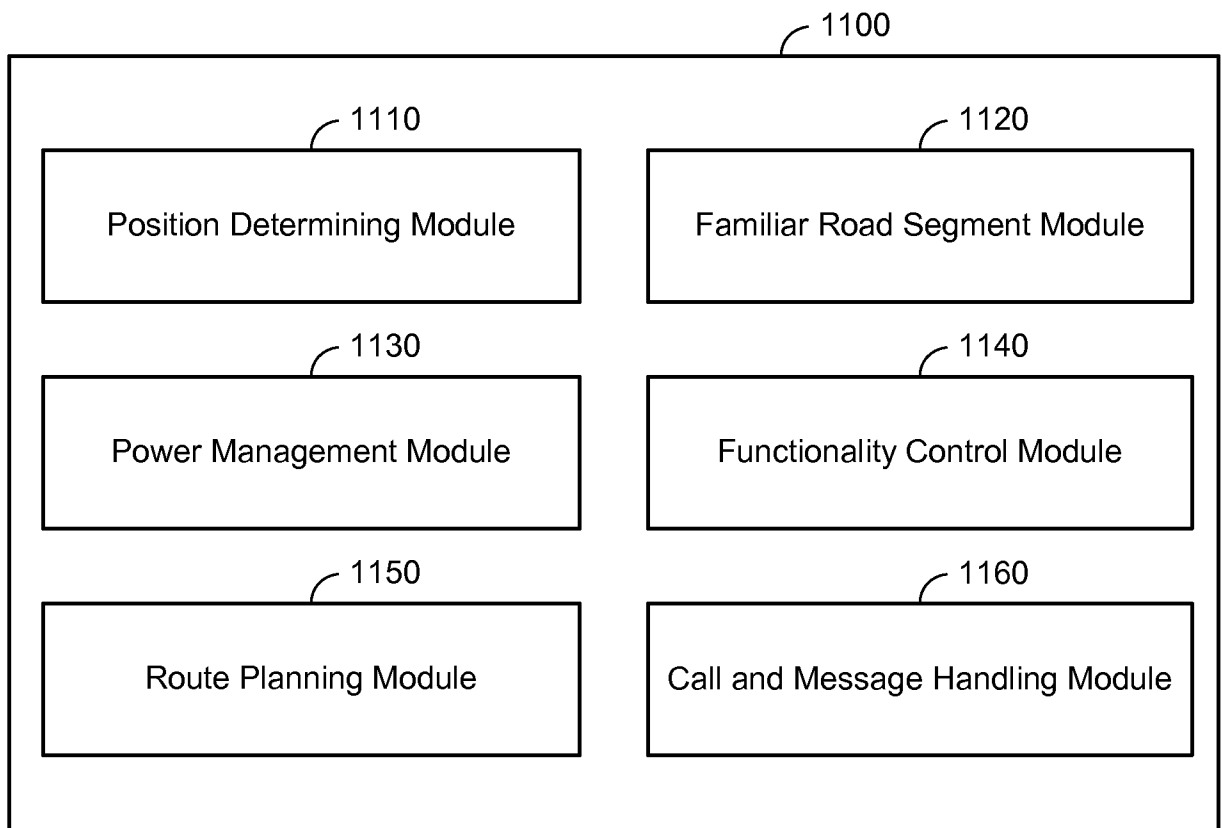 1100
1110
1120
Position Determining Module
Familiar Road Segment Module
1130
1140
Power Management Module
Functionality Control Module
1150
1160
Route Planning Module
Call and Message Handling Module